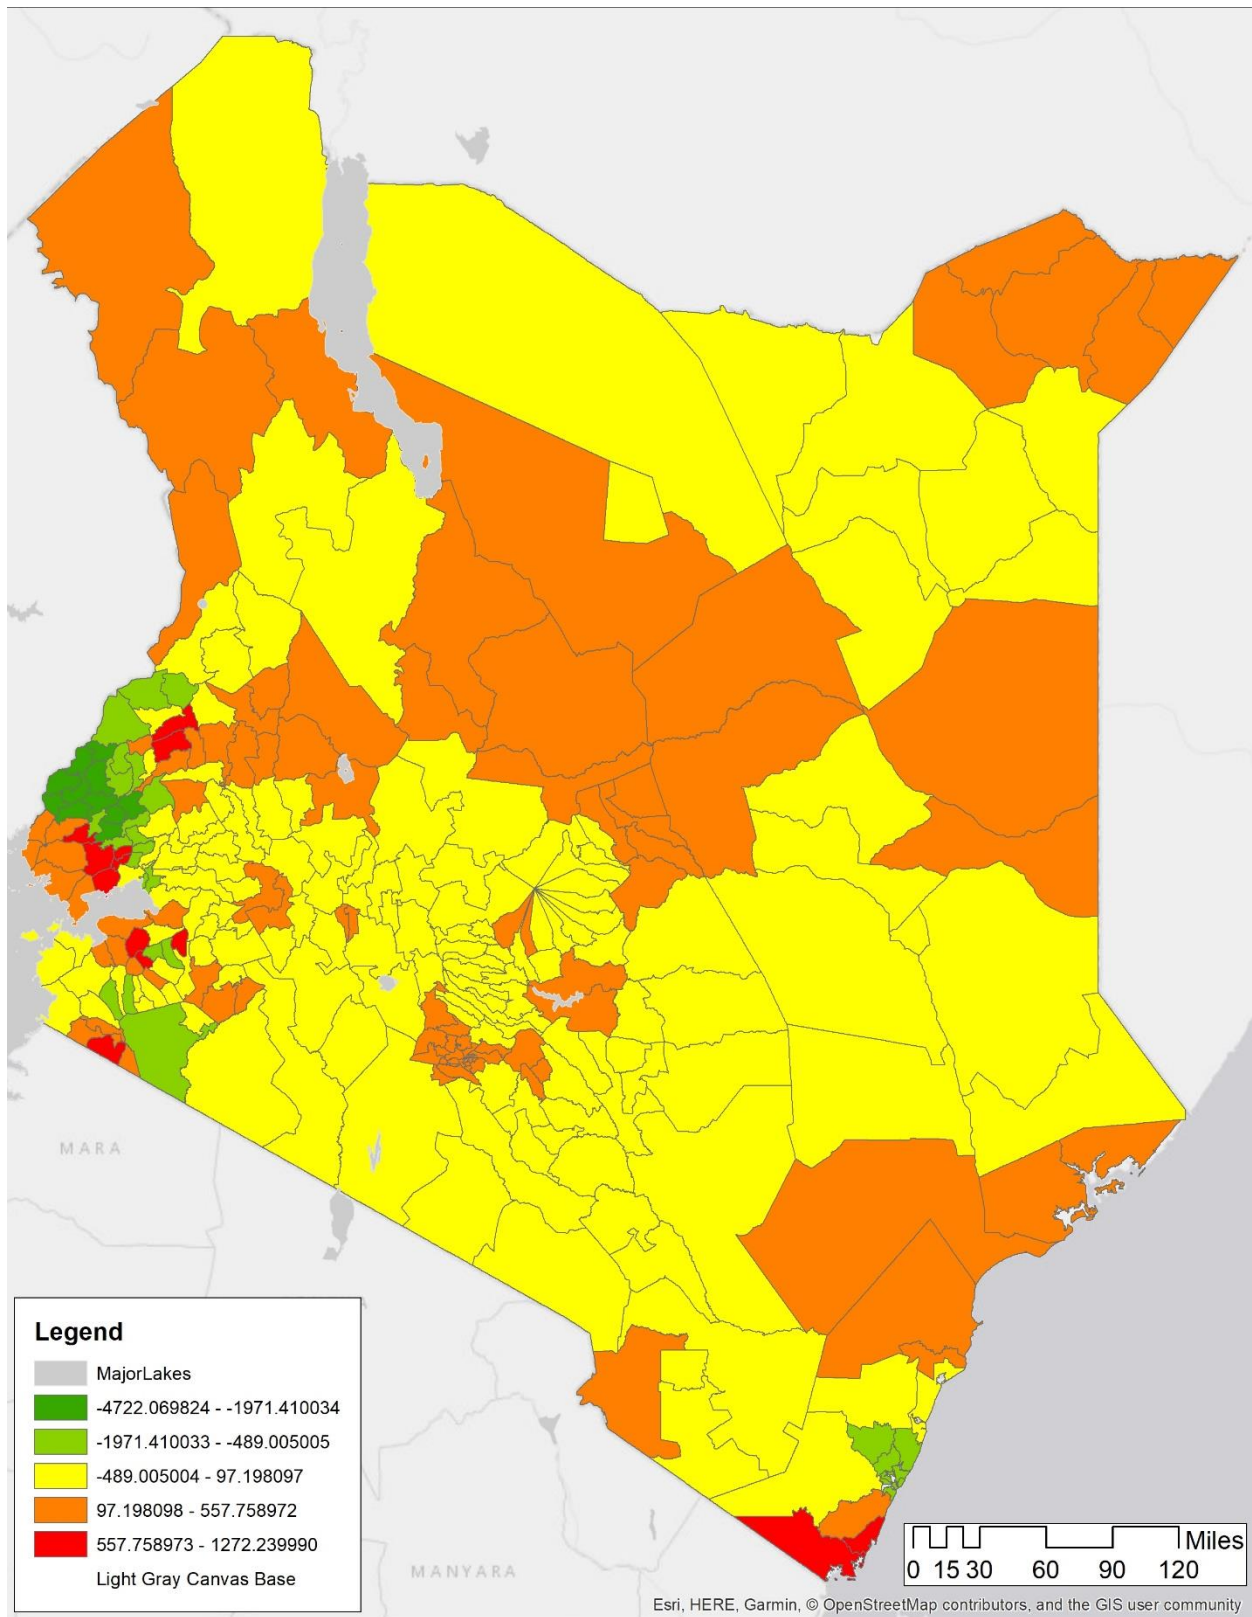 MARA
Legend
MajorLakes
-4722.069824 - -1971.410034
-1971.410033 - -489.005005
-489.005004 - 97.198097
97.198098 - 557.758972
557.758973 - 1272.239990
Light Gray Canvas Base
MANYARA
Miles
0 15 30 60 90 120
Esri, HERE, Garmin, © OpenStreetMap contributors, and the GIS user community